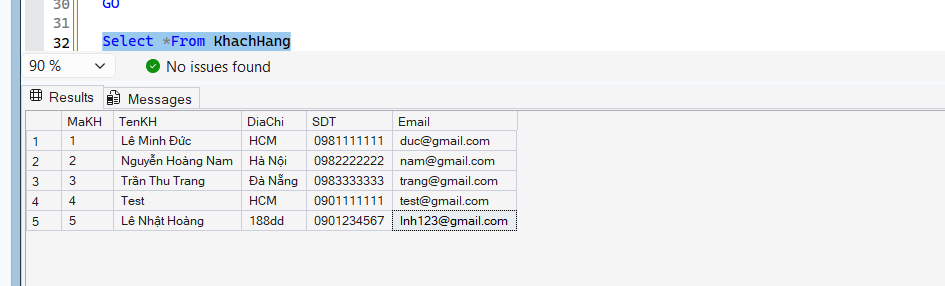 30 GO
31
32 Select *From KhachHang
90 % No issues found
Results Messages
MaKH TenKH DiaChi SDT Email
1 1 Lê Minh Đức HCM 0981111111 duc@gmail.com
2 2 Nguyễn Hoàng Nam Hà Nội 0982222222 nam@gmail.com
3 3 Trần Thu Trang Đà Nẵng 0983333333 trang@gmail.com
4 4 Test HCM 0901111111 test@gmail.com
5 5 Lê Nhật Hoàng 188dd 0901234567 lnh123@gmail.com